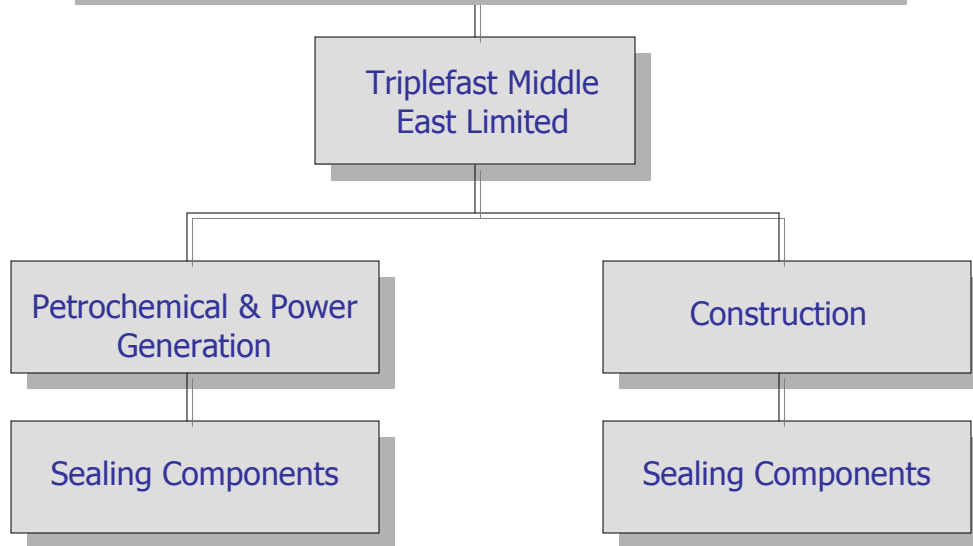 Triplefast Middle
East Limited
Petrochemical & Power
Generation
Construction
Sealing Components
Sealing Components